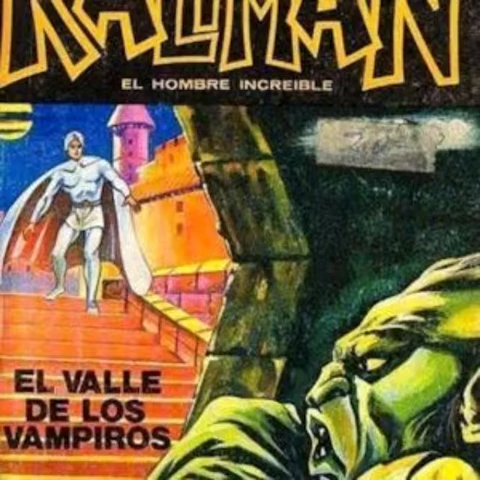 KALIMAN
EL HOMBRE INCREIBLE
EL VALLE
DE LOS
VAMPIROS